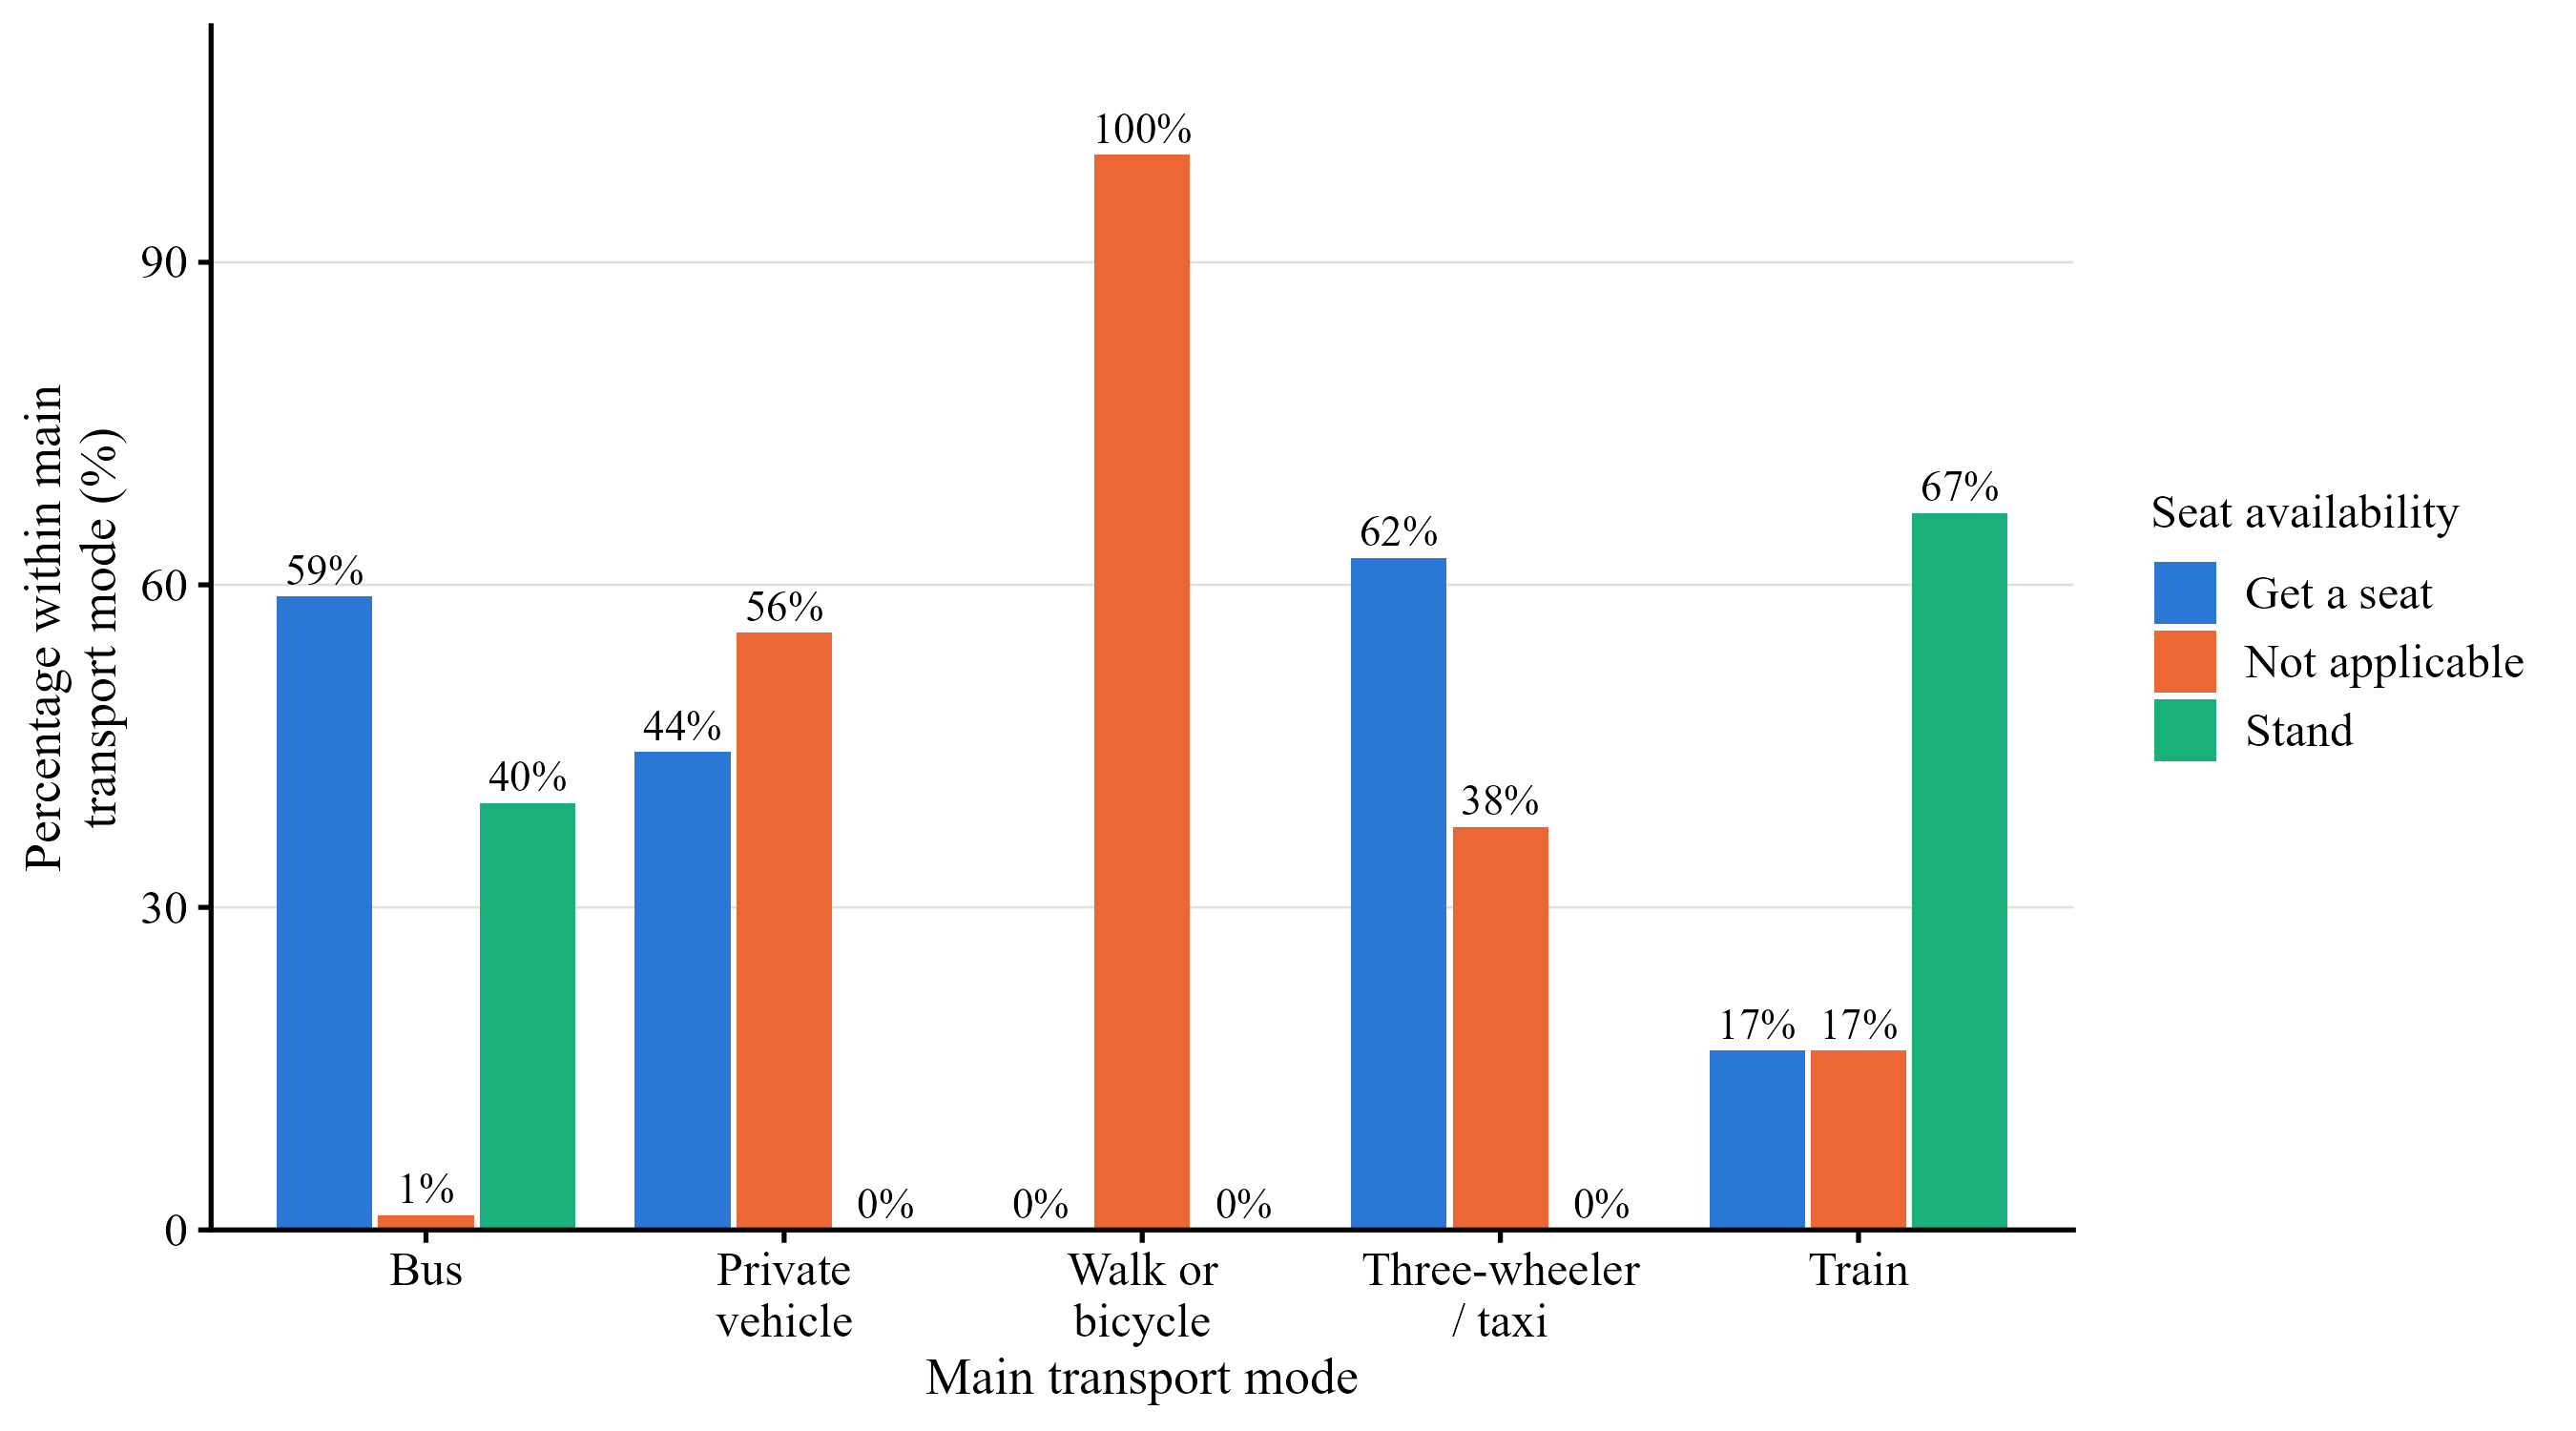 100%
90
67%
62%
59%
60
56%
44%
40%
38%
30
17%
17%
1%
0%
0%
0%
0%
0
Percentage within main
transport mode (%)
Bus
Private
vehicle
Walk or
bicycle
Three-wheeler
/ taxi
Train
Main transport mode
Seat availability
Get a seat
Not applicable
Stand